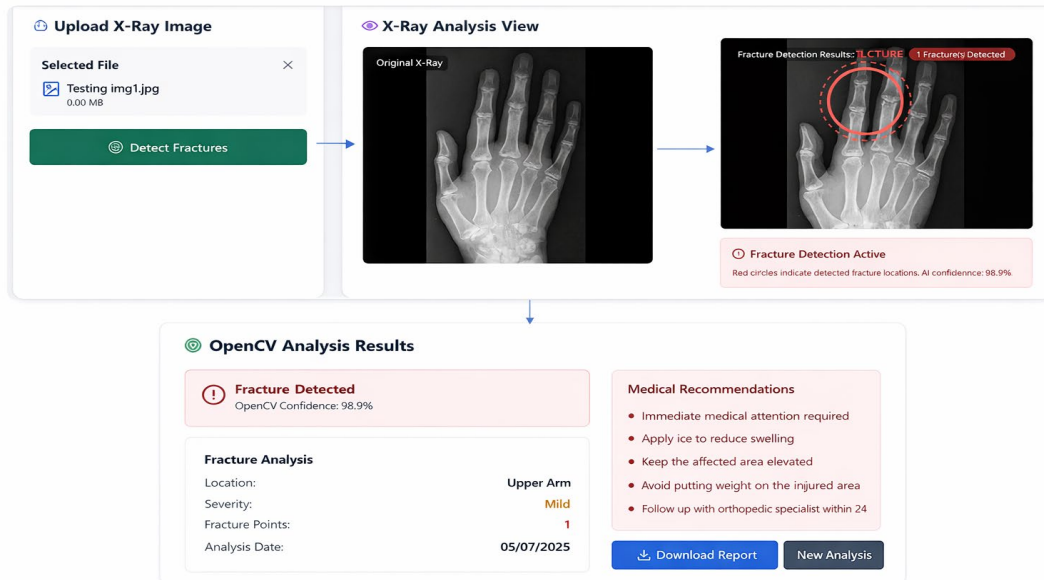 Upload X-Ray Image
Selected File
Testing img1.jpg
0.00 MB
Detect Fractures
X-Ray Analysis View
Original X-Ray
Fracture Detection Results:
1 Fracture(s) Detected
Fracture Detection Active
Red circles indicate detected fracture locations. AI confidennce: 98.9%
OpenCV Analysis Results
Fracture Detected
OpenCV Confidence: 98.9%
Fracture Analysis
Location: Upper Arm
Severity: Mild
Fracture Points: 1
Analysis Date: 05/07/2025
Medical Recommendations
Immediate medical attention required
Apply ice to reduce swelling
Keep the affected area elevated
Avoid putting weight on the injured area
Follow up with orthopedic specialist within 24
Download Report
New Analysis